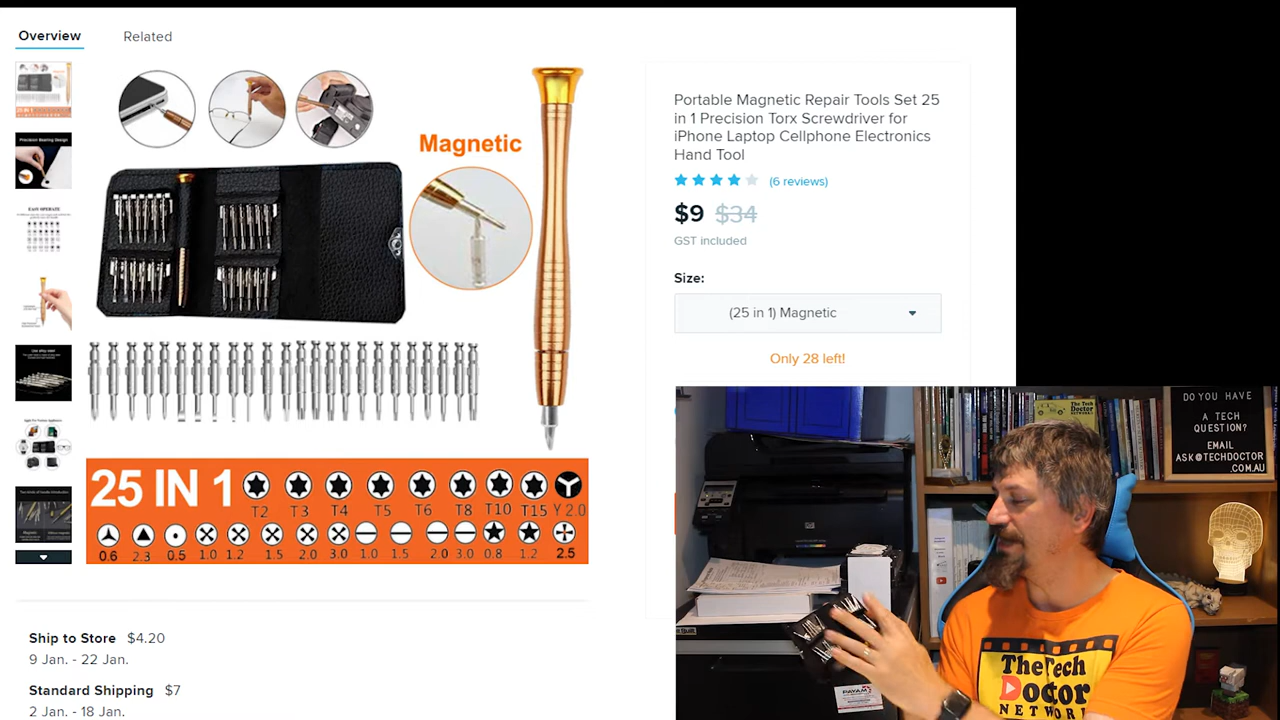 Overview
Related
Magnetic
25 IN 1
T2 T3 T4 T5 T6 T8 T10 T15 Y 2.0
0.6 2.3 0.5 1.0 1.2 1.5 2.0 3.0 1.0 1.5 2.0 3.0 0.8 1.2 2.5
Portable Magnetic Repair Tools Set 25
in 1 Precision Torx Screwdriver for
iPhone Laptop Cellphone Electronics
Hand Tool
(6 reviews)
$9 $34
GST included
Size:
(25 in 1) Magnetic
Only 28 left!
Ship to Store $4.20
9 Jan. - 22 Jan.
Standard Shipping $7
2 Jan. - 18 Jan.
DO YOU HAVE
A TECH
QUESTION?
EMAIL
ASK@TECHDOCTOR
.COM.AU
The Tech
Doctor
NETWORK
The Tech
Doctor
NETWOR